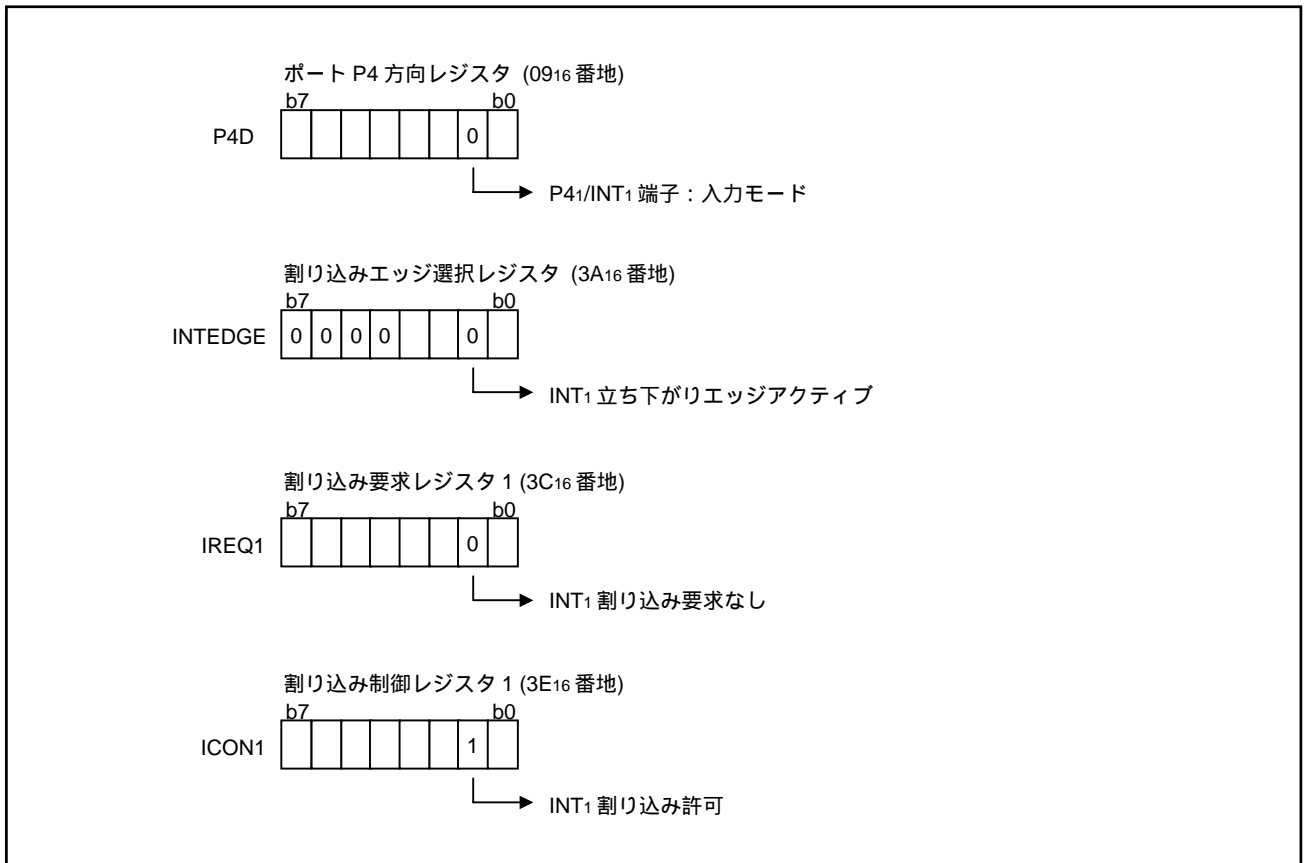 ポート P4 方向レジスタ (0916 番地)
b7 b0
P4D 0
P41/INT1 端子：入力モード
割り込みエッジ選択レジスタ (3A16 番地)
b7 b0
INTEDGE 0 0 0 0 0
INT1 立ち下がりエッジアクティブ
割り込み要求レジスタ 1 (3C16 番地)
b7 b0
IREQ1 0
INT1 割り込み要求なし
割り込み制御レジスタ 1 (3E16 番地)
b7 b0
ICON1 1
INT1 割り込み許可